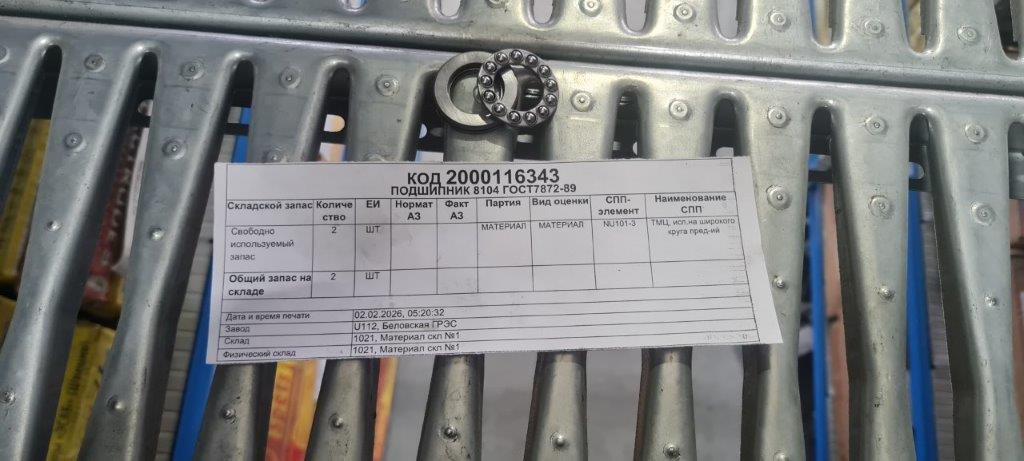 КОД 2000116343
ПОДШИПНИК 8104 ГОСТ7872-89
Складской запас Количе ЕИ Нормат Факт Партия Вид оценки СПП- Наименование
ство АЗ АЗ элемент СПП
Свободно 2 ШТ МАТЕРИАЛ МАТЕРИАЛ NU101-3 ТМЦ, исп.на широкого
используемый круга пред-ий
запас
Общий запас на 2 ШТ
складе
Дата и время печати 02.02.2026, 05:20:32
Завод U112, Беловская ГРЭС
Склад 1021, Материал скл №1
Физический склад 1021, Материал скл №1